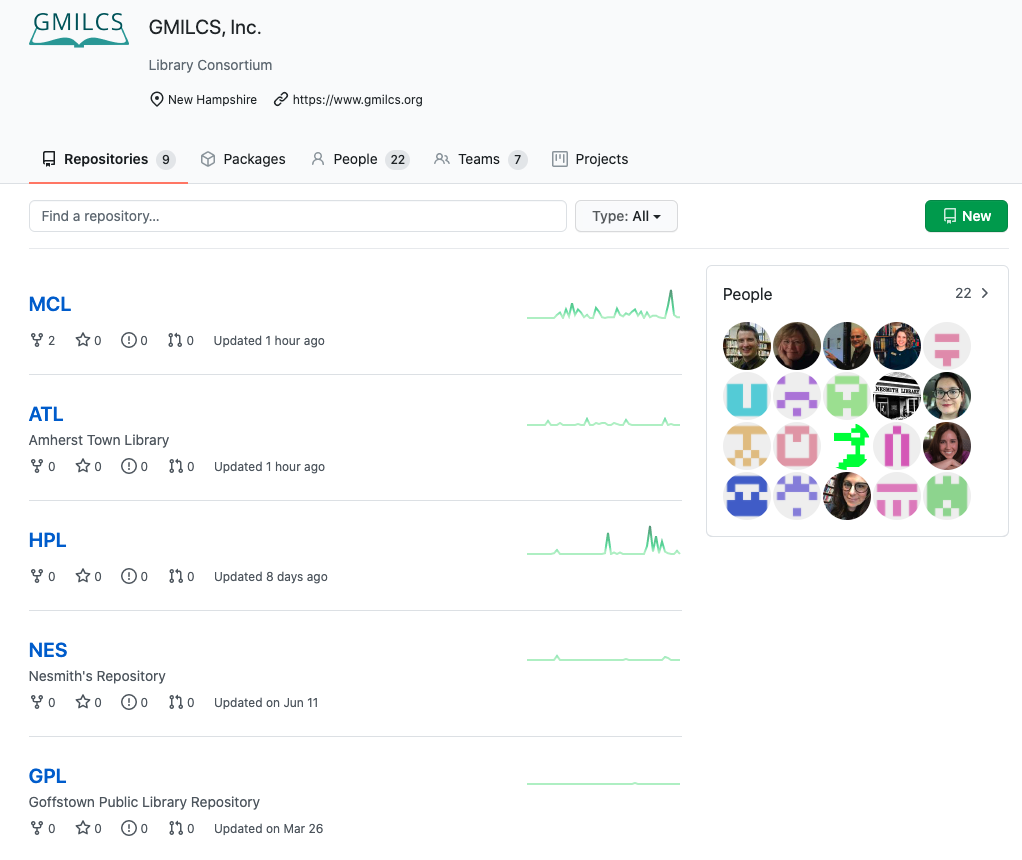 GMILCS
GMILCS, Inc.
Library Consortium
New Hampshire https://www.gmilcs.org
Repositories 9 Packages People 22 Teams 7 Projects
Find a repository... Type: All New
People 22
MCL
2 0 0 0 Updated 1 hour ago
ATL
Amherst Town Library
0 0 0 0 Updated 1 hour ago
NESMITH LIBRARY
HPL
0 0 0 0 Updated 8 days ago
NES
Nesmith's Repository
0 0 0 0 Updated on Jun 11
GPL
Goffstown Public Library Repository
0 0 0 0 Updated on Mar 26